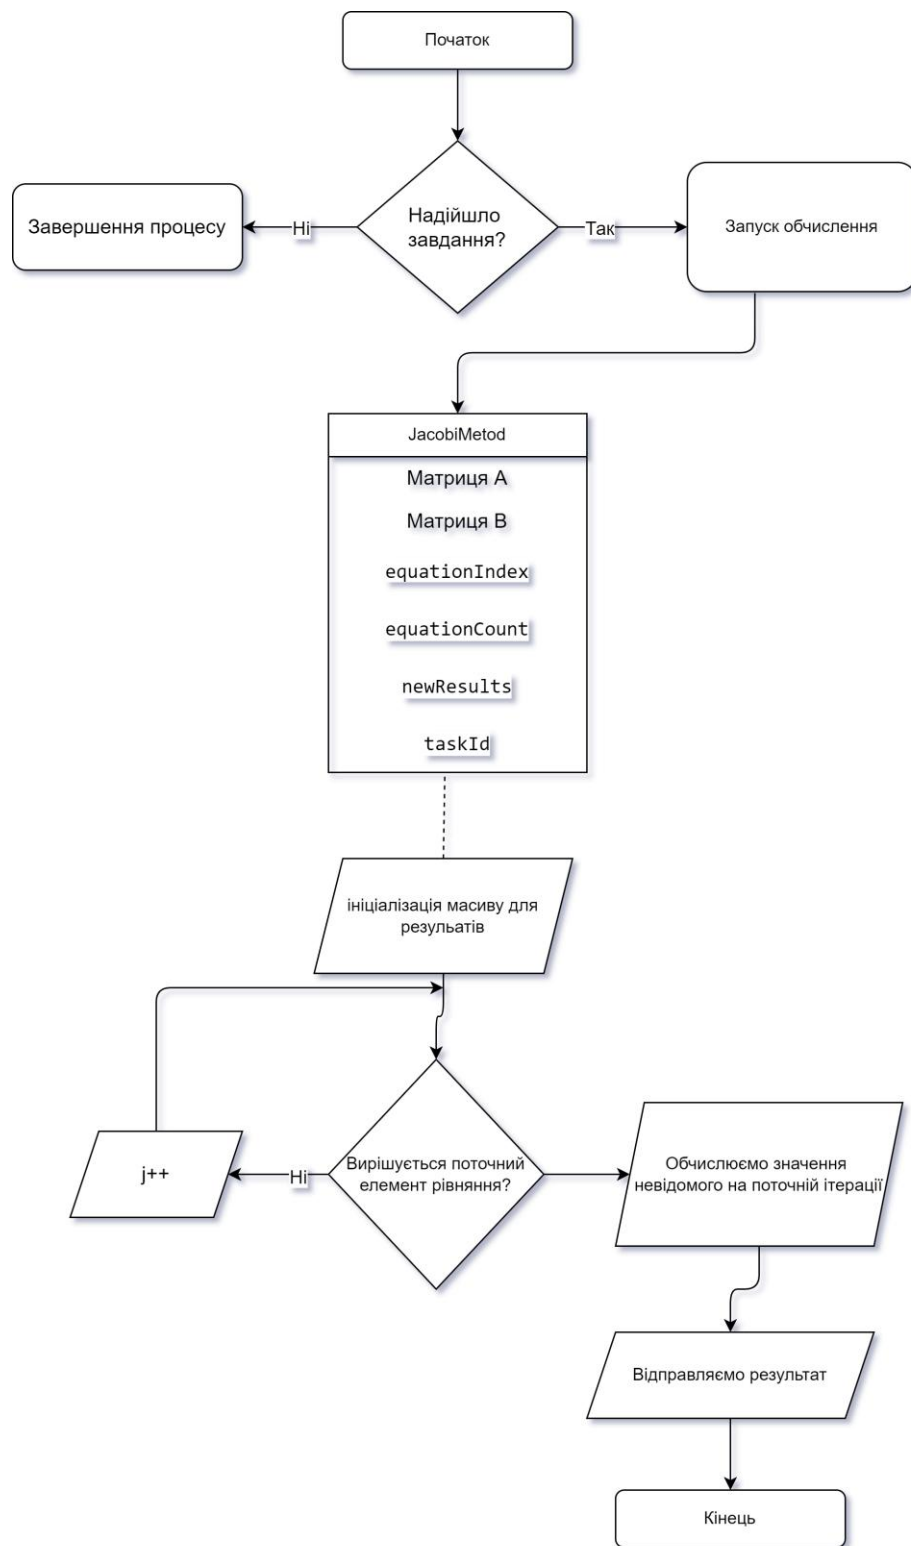 Початок
Надійшло
завдання?
Ні
Завершення процесу
Так
Запуск обчислення
JacobiMetod
Матриця А
Матриця В
equationIndex
equationCount
newResults
taskId
ініціалізація масиву для
резульатів
Вирішується поточний
елемент рівняння?
Ні
j++
Обчислюємо значення
невідомого на поточній ітерації
Відправляємо результат
Кінець